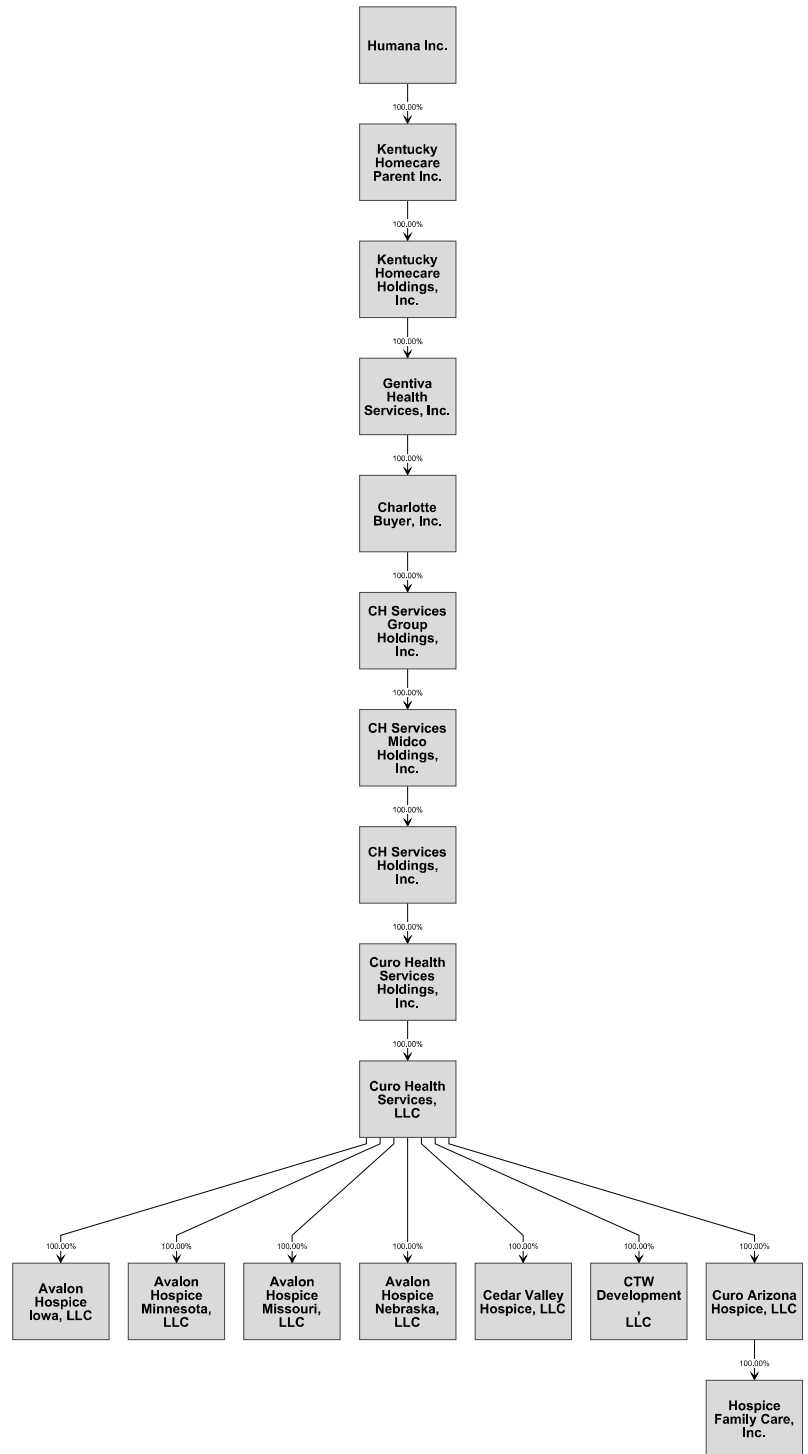 Humana Inc.
100.00%
Kentucky
Homecare
Parent Inc.
100.00%
Kentucky
Homecare
Holdings,
Inc.
100.00%
Gentiva
Health
Services, Inc.
100.00%
Charlotte
Buyer, Inc.
100.00%
CH Services
Group
Holdings,
Inc.
100.00%
CH Services
Midco
Holdings,
Inc.
100.00%
CH Services
Holdings,
Inc.
100.00%
Curo Health
Services
Holdings,
Inc.
100.00%
Curo Health
Services,
LLC
100.00%
Avalon
Hospice
Iowa, LLC
100.00%
Avalon
Hospice
Minnesota,
LLC
100.00%
Avalon
Hospice
Missouri,
LLC
100.00%
Avalon
Hospice
Nebraska,
LLC
100.00%
Cedar Valley
Hospice, LLC
100.00%
CTW
Development
,
LLC
100.00%
Curo Arizona
Hospice, LLC
100.00%
Hospice
Family Care,
Inc.